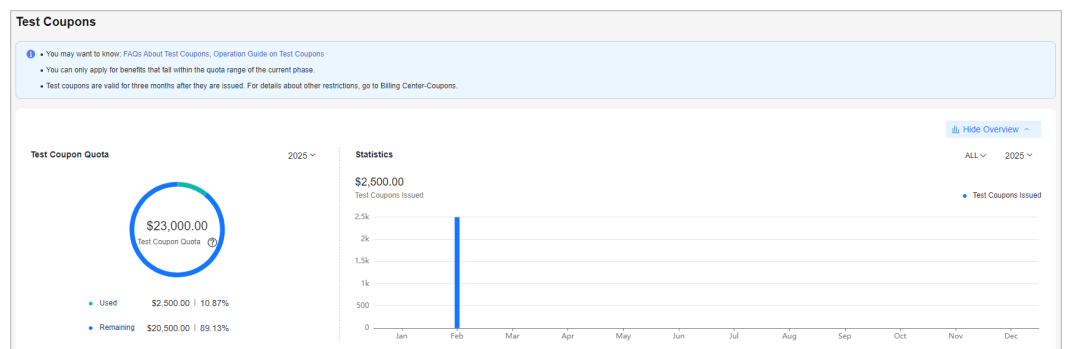 Test Coupons
• You may want to know: FAQs About Test Coupons, Operation Guide on Test Coupons
• You can only apply for benefits that fall within the quota range of the current phase.
• Test coupons are valid for three months after they are issued. For details about other restrictions, go to Billing Center-Coupons.
Hide Overview
Test Coupon Quota
2025
$23,000.00
Test Coupon Quota ?
Used $2,500.00 | 10.87%
Remaining $20,500.00 | 89.13%
Statistics
ALL 2025
$2,500.00
Test Coupons Issued
Test Coupons Issued
2.5k
2k
1.5k
1k
500
0
Jan Feb Mar Apr May Jun Jul Aug Sep Oct Nov Dec